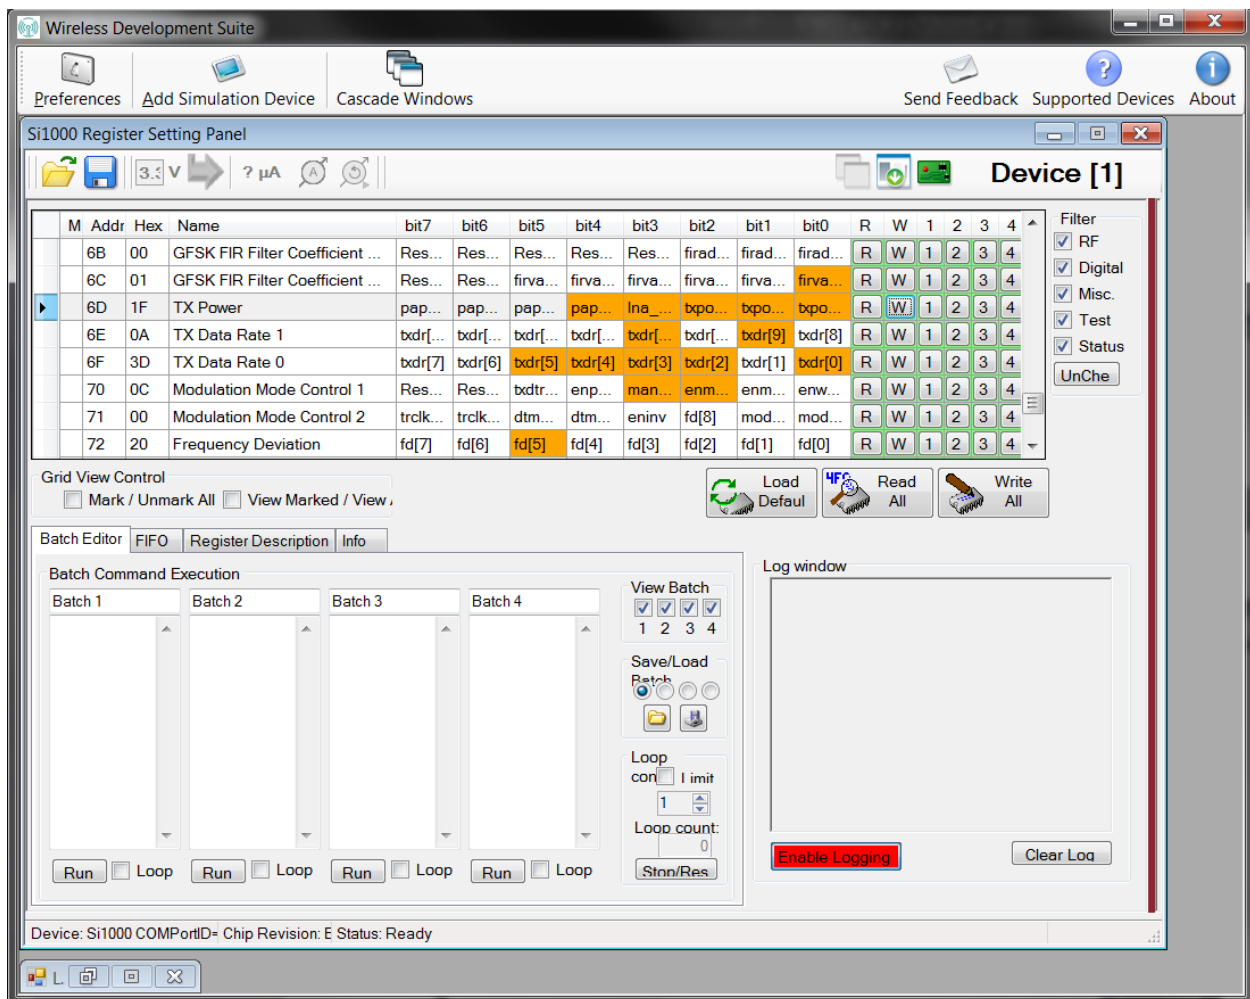 Wireless Development Suite
Preferences Add Simulation Device Cascade Windows Send Feedback Supported Devices About
Si1000 Register Setting Panel
V ? µA A Device [1]
M Addr Hex Name bit7 bit6 bit5 bit4 bit3 bit2 bit1 bit0 R W 1 2 3 4
6B 00 GFSK FIR Filter Coefficient ... Res... Res... Res... Res... Res... firad... firad... firad... R W 1 2 3 4
6C 01 GFSK FIR Filter Coefficient ... Res... Res... firva... firva... firva... firva... firva... firva... R W 1 2 3 4
6D 1F TX Power pap... pap... pap... pap... lna_... txpo... txpo... txpo... R W 1 2 3 4
6E 0A TX Data Rate 1 txdr[... txdr[... txdr[... txdr[... txdr[... txdr[... txdr[9] txdr[8] R W 1 2 3 4
6F 3D TX Data Rate 0 txdr[7] txdr[6] txdr[5] txdr[4] txdr[3] txdr[2] txdr[1] txdr[0] R W 1 2 3 4
70 0C Modulation Mode Control 1 Res... Res... txdtr... enp... man... enm... enm... enw... R W 1 2 3 4
71 00 Modulation Mode Control 2 trclk... trclk... dtm... dtm... eninv fd[8] mod... mod... R W 1 2 3 4
72 20 Frequency Deviation fd[7] fd[6] fd[5] fd[4] fd[3] fd[2] fd[1] fd[0] R W 1 2 3 4
Filter
RF
Digital
Misc.
Test
Status
UnChe
Grid View Control
Mark / Unmark All View Marked / View
Load Defaul
Read All
Write All
Batch Editor FIFO Register Description Info
Batch Command Execution
Batch 1 Batch 2 Batch 3 Batch 4
View Batch
1 2 3 4
Save/Load
Batch
Loop
con Limit
1
Loop count:
0
Stop/Res
Run Loop Run Loop Run Loop Run Loop
Log window
Enable Logging Clear Log
Device: Si1000 COMPortID= Chip Revision: E Status: Ready
L.